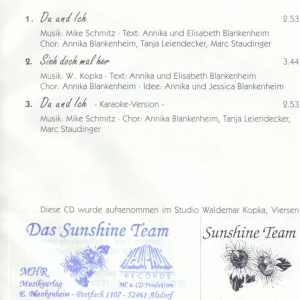 1. Du und Ich 2.53
Musik: Mike Schmitz · Text: Annika und Elisabeth Blankenheim
Chor: Annika Blankenheim, Tanja Leiendecker, Marc Staudinger
2. Sieh doch mal her 3.44
Musik: W. Kopka · Text: Annika und Elisabeth Blankenheim
Chor: Annika Blankenheim · Idee: Annika und Jessica Blankenheim
3. Du und Ich - Karaoke-Version - 2.53
Musik: Mike Schmitz · Chor: Annika Blankenheim, Tanja Leiendecker,
Marc Staudinger
Diese CD wurde aufgenommen im Studio Waldemar Kopka, Viersen
Das Sunshine Team
MHR
Musikverlag
E. Blankenheim - Postfach 1107 - 52461 Alsdorf
RECORDS
MC & CD Produktion
Sunshine Team